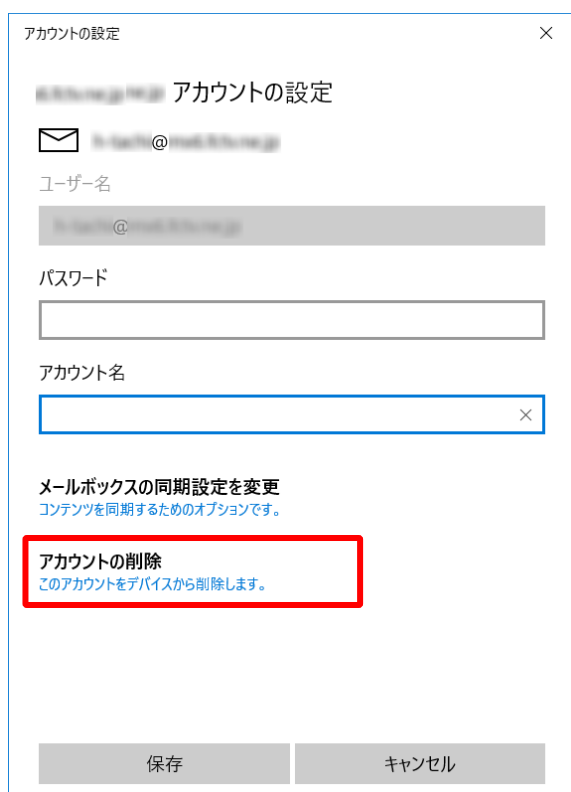 アカウントの設定
アカウントの設定
@
ユーザー名
@
パスワード
アカウント名
メールボックスの同期設定を変更
コンテンツを同期するためのオプションです。
アカウントの削除
このアカウントをデバイスから削除します。
保存
キャンセル